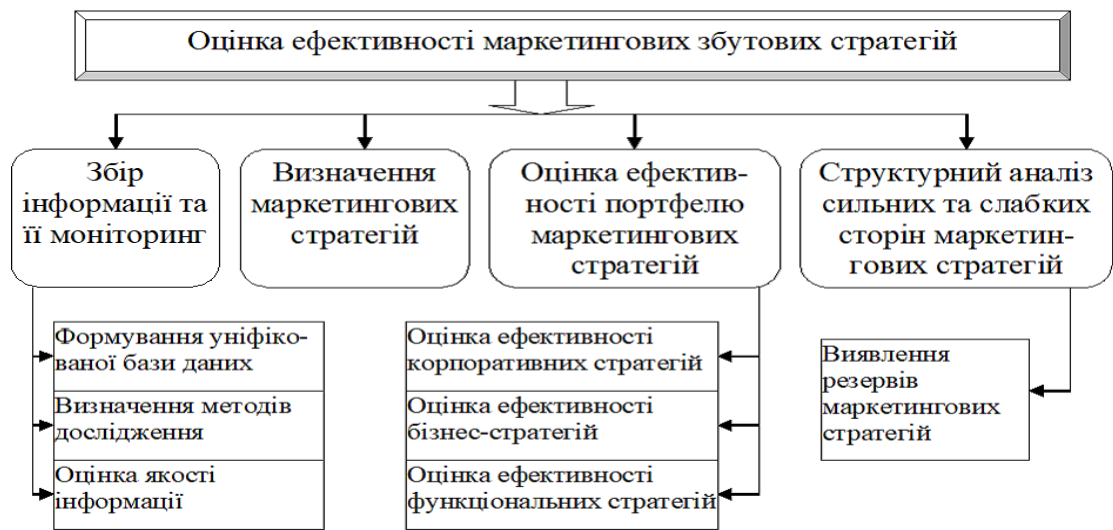 Оцінка ефективності маркетингових збутових стратегій
Збір
інформації та
її моніторинг
Визначення
маркетингових
стратегій
Оцінка ефектив-
ності портфелю
маркетингових
стратегій
Структурний аналіз
сильних та слабких
сторін маркетин-
гових стратегій
Формування уніфіко-
ваної бази даних
Визначення методів
дослідження
Оцінка якості
інформації
Оцінка ефективності
корпоративних стратегій
Оцінка ефективності
бізнес-стратегій
Оцінка ефективності
функціональних стратегій
Виявлення
резервів
маркетингових
стратегій